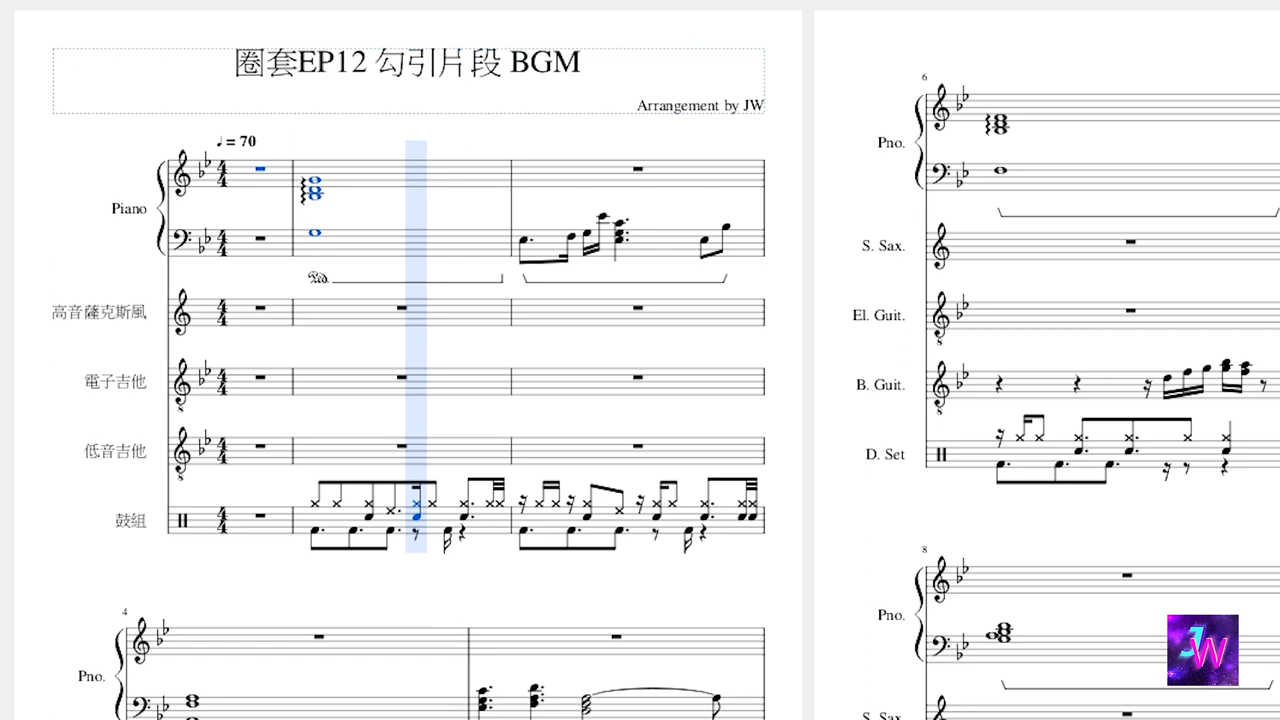 圈套EP12 勾引片段 BGM
Arrangement by JW
♩ = 70
Piano
高音薩克斯風
電子吉他
低音吉他
鼓組
4
Pno.
6
Pno.
S. Sax.
El. Guit.
B. Guit.
D. Set
8
Pno.
S. Sax.
JW